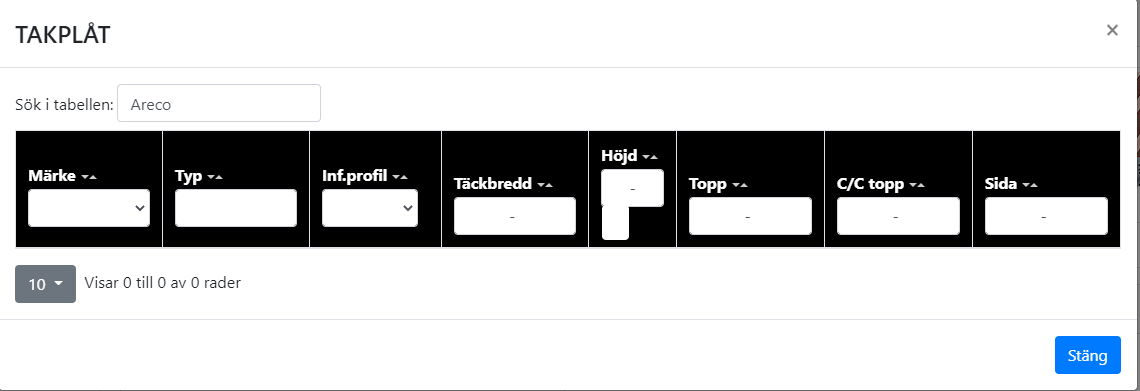 TAKPLÅT
×
Sök i tabellen: Areco
Märke Typ Inf.profil Täckbredd Höjd Topp C/C topp Sida
- - - - -
10 Visar 0 till 0 av 0 rader
Stäng